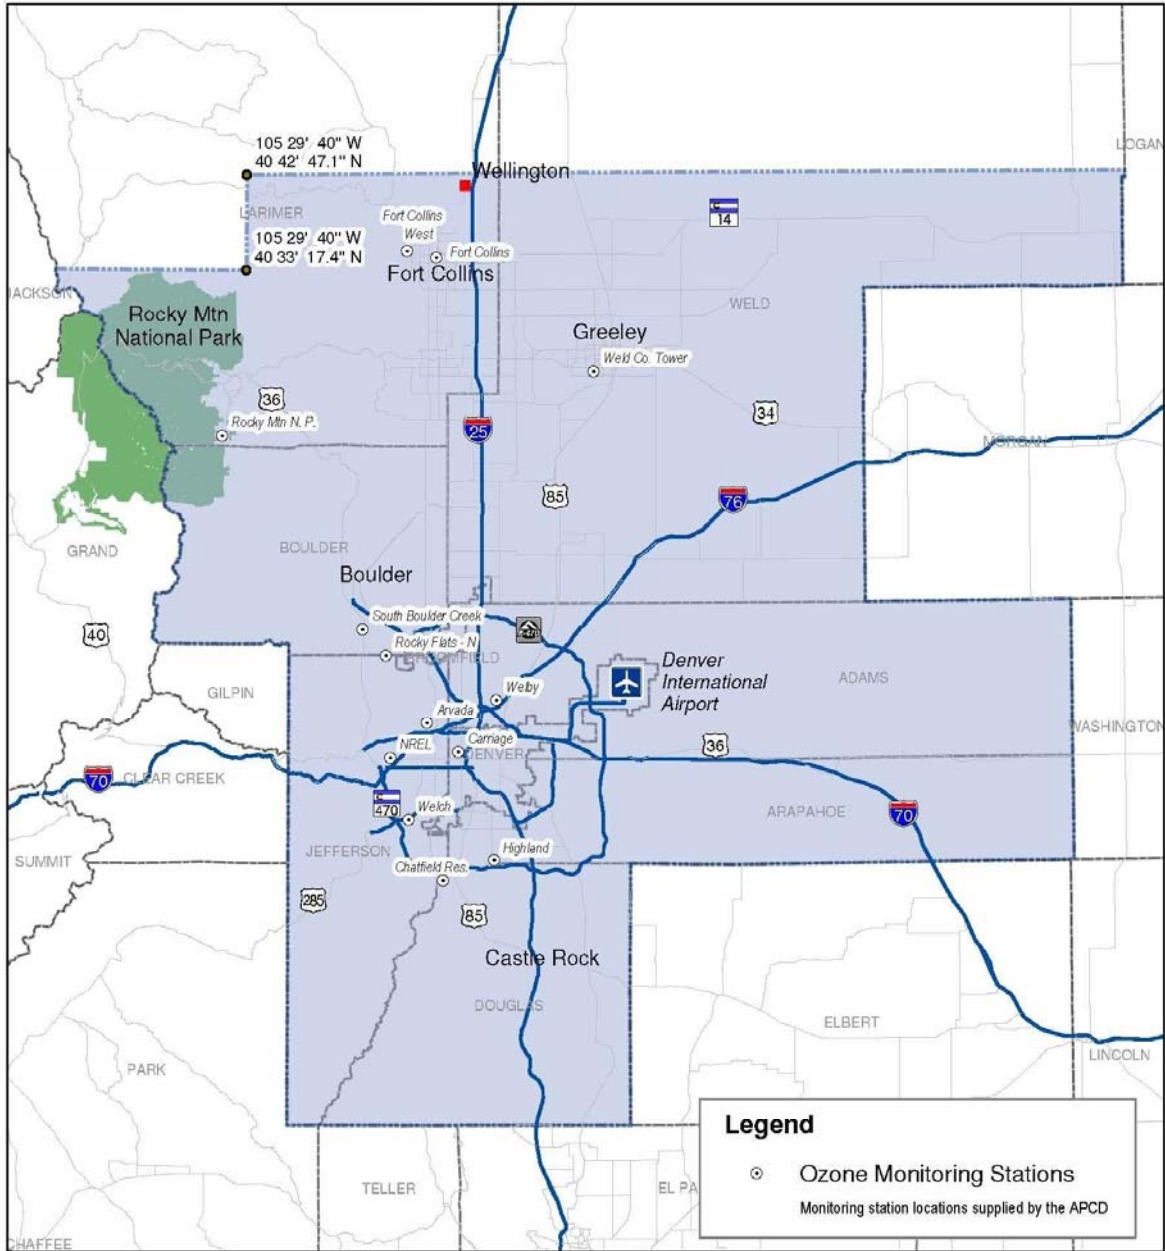 LOGAN
105 29' 40" W
40 42' 47.1" N
Wellington
14
LARIMER
Fort Collins
West
Fort Collins
105 29' 40" W
40 33' 17.4" N
Fort Collins
JACKSON
WELD
Rocky Mtn
National Park
Greeley
Weld Co. Tower
36
34
Rocky Mtn N. P.
25
MORGAN
85
76
GRAND
BOULDER
Boulder
South Boulder Creek
40
Rocky Flats - N
BROOMFIELD
Denver
International
Airport
GILPIN
Welby
ADAMS
Arvada
WASHINGTON
NREL
Carriage
36
DENVER
70
CLEAR CREEK
470
Welch
ARAPAHOE
70
SUMMIT
JEFFERSON
Highland
Chatfield Res.
285
85
Castle Rock
DOUGLAS
ELBERT
LINCOLN
PARK
Legend
Ozone Monitoring Stations
Monitoring station locations supplied by the APCD
TELLER
EL PA
CHAFFEE